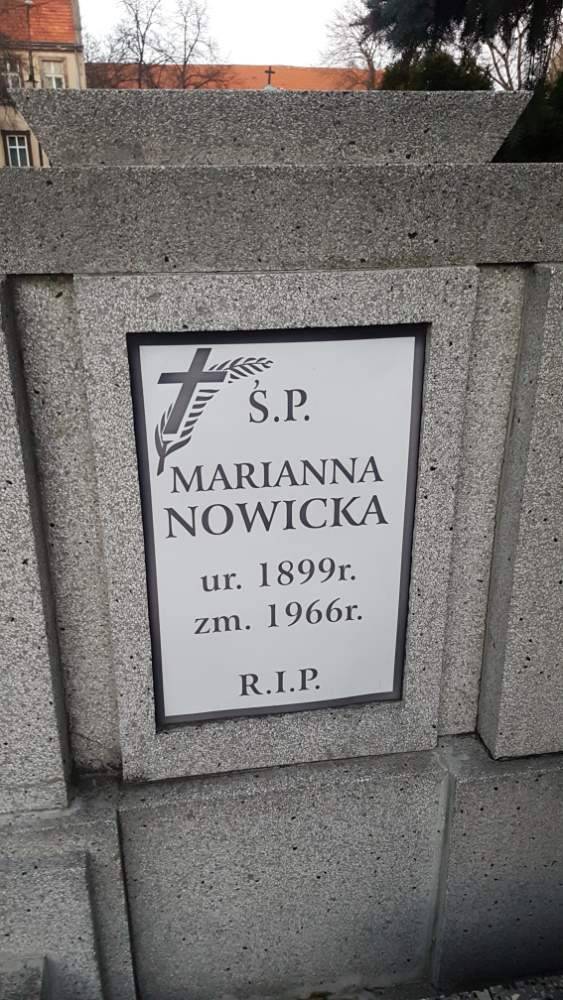 Ś.P.
MARIANNA
NOWICKA
ur. 1899r.
zm. 1966r.
R.I.P.